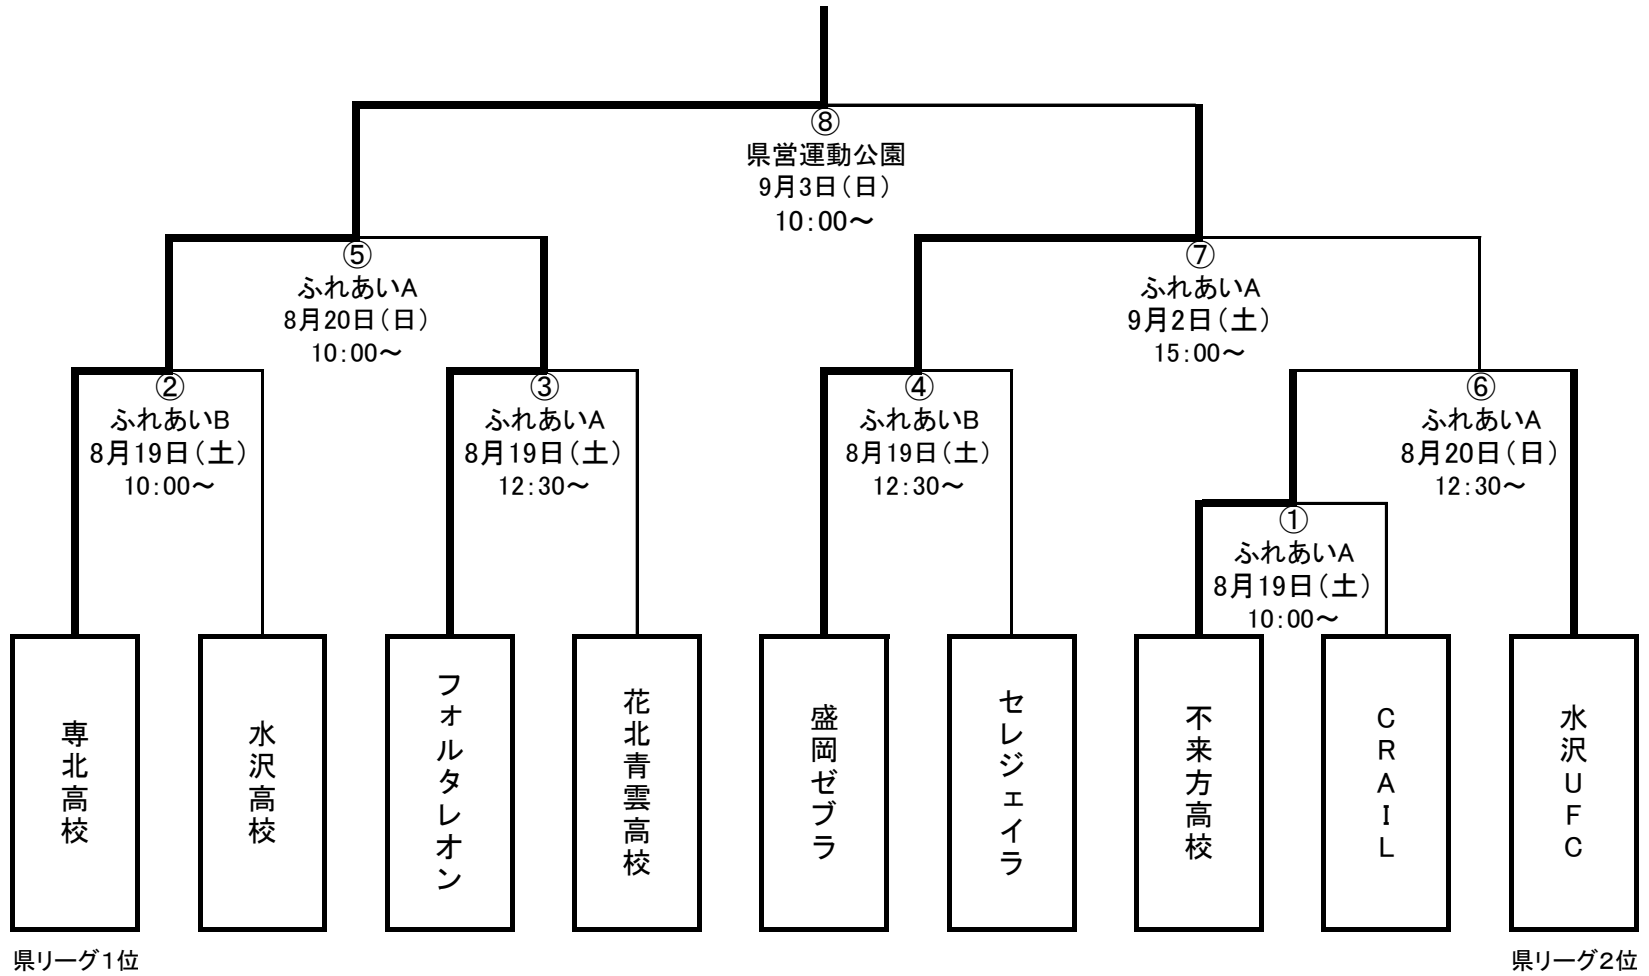 ⑧
県営運動公園
9月3日(日)
10:00～
⑤
ふれあいA
8月20日(日)
10:00～
⑦
ふれあいA
9月2日(土)
15:00～
②
ふれあいB
8月19日(土)
10:00～
③
ふれあいA
8月19日(土)
12:30～
④
ふれあいB
8月19日(土)
12:30～
⑥
ふれあいA
8月20日(日)
12:30～
①
ふれあいA
8月19日(土)
10:00～
専北高校
水沢高校
フォルタレオン
花北青雲高校
盛岡ゼブラ
セレジェイラ
不来方高校
CRAIL
水沢UFC
県リーグ1位
県リーグ2位